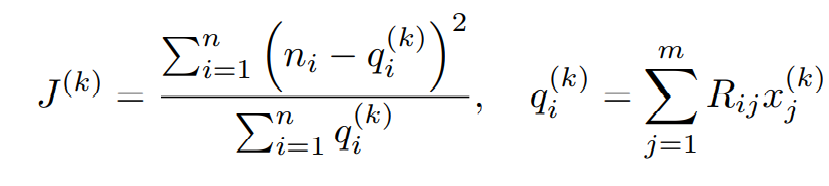 $J^{(k)} = \frac{\sum_{i=1}^{n} \left( n_i - q_i^{(k)} \right)^2}{\sum_{i=1}^{n} q_i^{(k)}}, \quad q_i^{(k)} = \sum_{j=1}^{m} R_{ij} x_j^{(k)}$